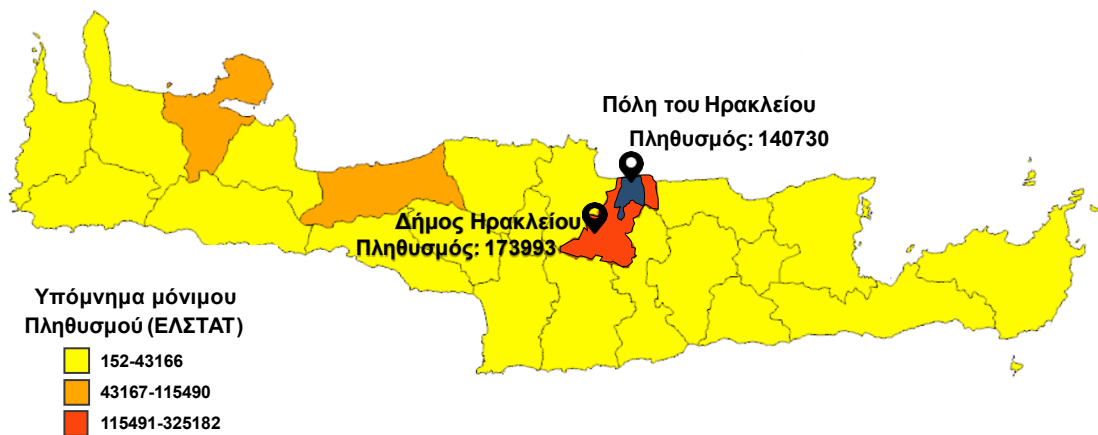 Πόλη του Ηρακλείου
Πληθυσμός: 140730
Δήμος Ηρακλείου
Πληθυσμός: 173993
Υπόμνημα μόνιμου
Πληθυσμού (ΕΛΣΤΑΤ)
152-43166
43167-115490
115491-325182